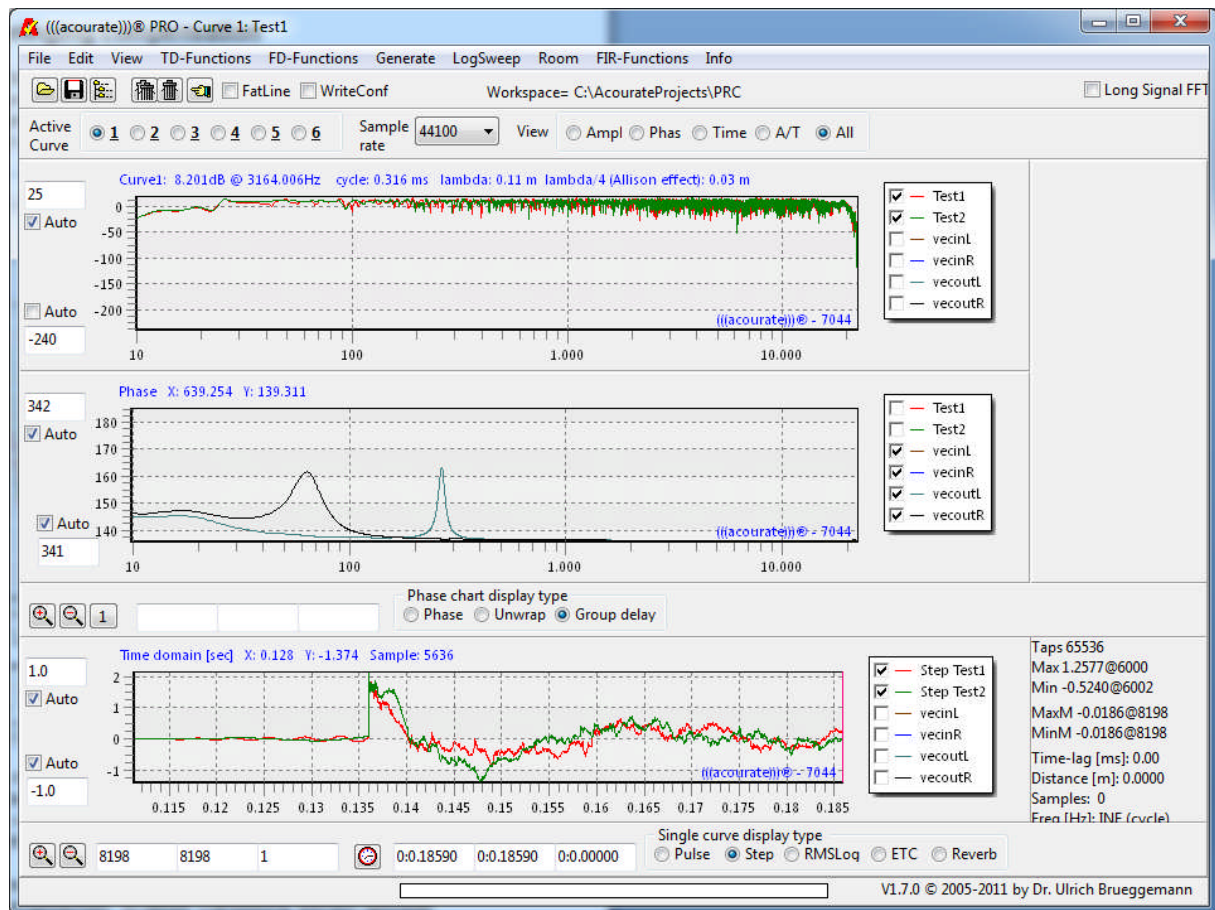 (((acourate)))® PRO - Curve 1: Test1
File Edit View TD-Functions FD-Functions Generate LogSweep Room FIR-Functions Info
FatLine WriteConf Workspace= C:\AcourateProjects\PRC Long Signal FFT
Active Curve 1 2 3 4 5 6 Sample rate 44100 View Ampl Phas Time A/T All
Curve1: 8.201dB @ 3164.006Hz cycle: 0.316 ms lambda: 0.11 m lambda/4 (Allison effect): 0.03 m
25
Auto
Auto
-240
0
-50
-100
-150
-200
(((acourate)))® - 7044
10 100 1.000 10.000
Test1
Test2
vecinL
vecinR
vecoutL
vecoutR
Phase X: 639.254 Y: 139.311
342
Auto
Auto
341
180
170
160
150
140
(((acourate)))® - 7044
10 100 1.000 10.000
Test1
Test2
vecinL
vecinR
vecoutL
vecoutR
1
Phase chart display type
Phase Unwrap Group delay
Time domain [sec] X: 0.128 Y: -1.374 Sample: 5636
1.0
Auto
Auto
-1.0
2
1
0
-1
(((acourate)))® - 7044
0.115 0.12 0.125 0.13 0.135 0.14 0.145 0.15 0.155 0.16 0.165 0.17 0.175 0.18 0.185
Step Test1
Step Test2
vecinL
vecinR
vecoutL
vecoutR
Taps 65536
Max 1.2577@6000
Min -0.5240@6002
MaxM -0.0186@8198
MinM -0.0186@8198
Time-lag [ms]: 0.00
Distance [m]: 0.0000
Samples: 0
Freq [Hz]: INF (cycle)
8198 8198 1 0:0.18590 0:0.18590 0:0.00000
Single curve display type
Pulse Step RMSLog ETC Reverb
V1.7.0 © 2005-2011 by Dr. Ulrich Brueggemann